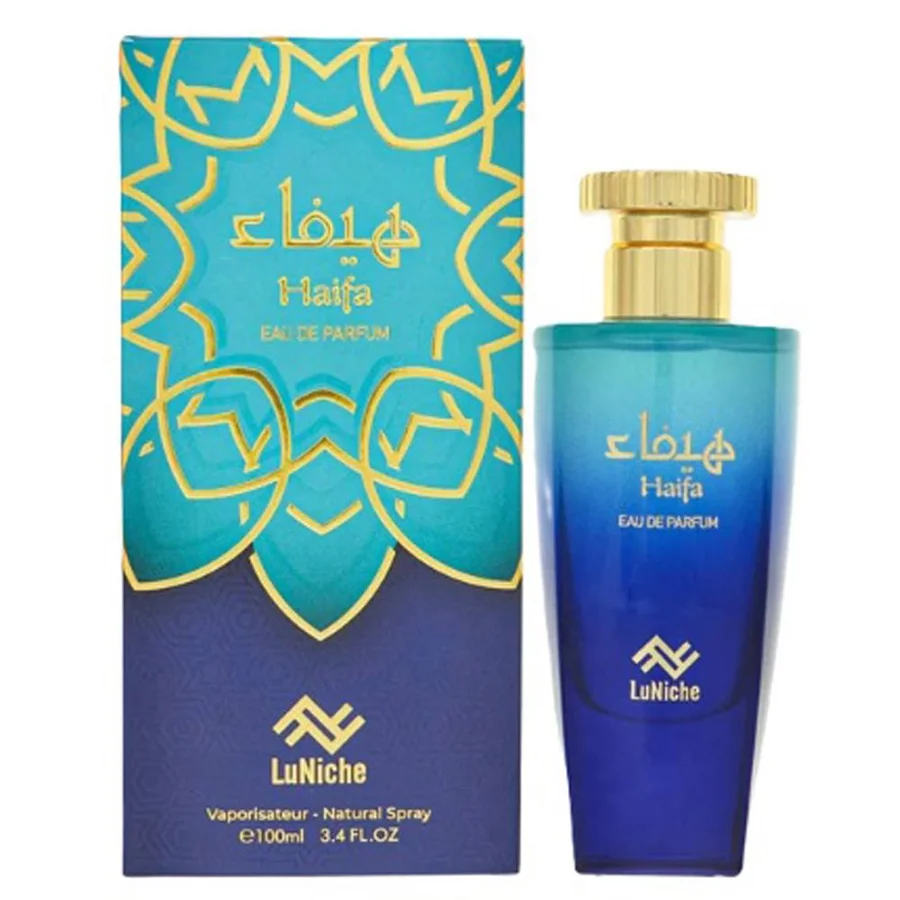 هيفاء
Haifa
EAU DE PARFUM
LuNiche
Vaporisateur - Natural Spray
℮100ml 3.4 FL.OZ
هيفاء
Haifa
EAU DE PARFUM
LuNiche